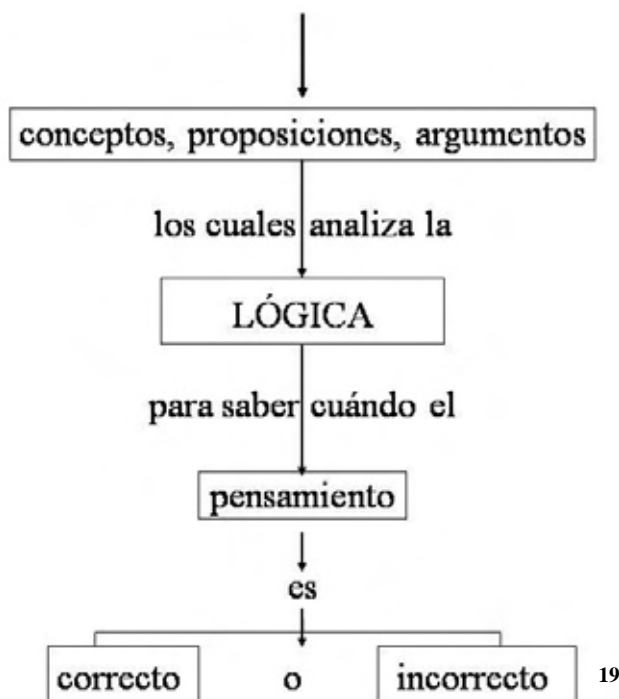 conceptos, proposiciones, argumentos
los cuales analiza la
LÓGICA
para saber cuándo el
pensamiento
es
correcto o incorrecto 19